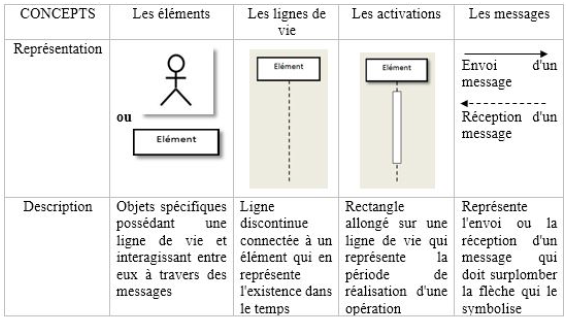 CONCEPTS
Les éléments
Les lignes de
vie
Les activations
Les messages
Représentation
ou
Elément
Elément
Elément
Envoi d'un
message
Réception d'un
message
Description
Objets spécifiques
possédant une
ligne de vie et
interagissant entre
eux à travers des
messages
Ligne
discontinue
connectée à un
élément qui en
représente
l'existence dans
le temps
Rectangle
allongé sur une
ligne de vie qui
représente la
période de
réalisation d'une
opération
Représente
l'envoi ou la
réception d'un
message qui
doit surplomber
la flèche qui le
symbolise